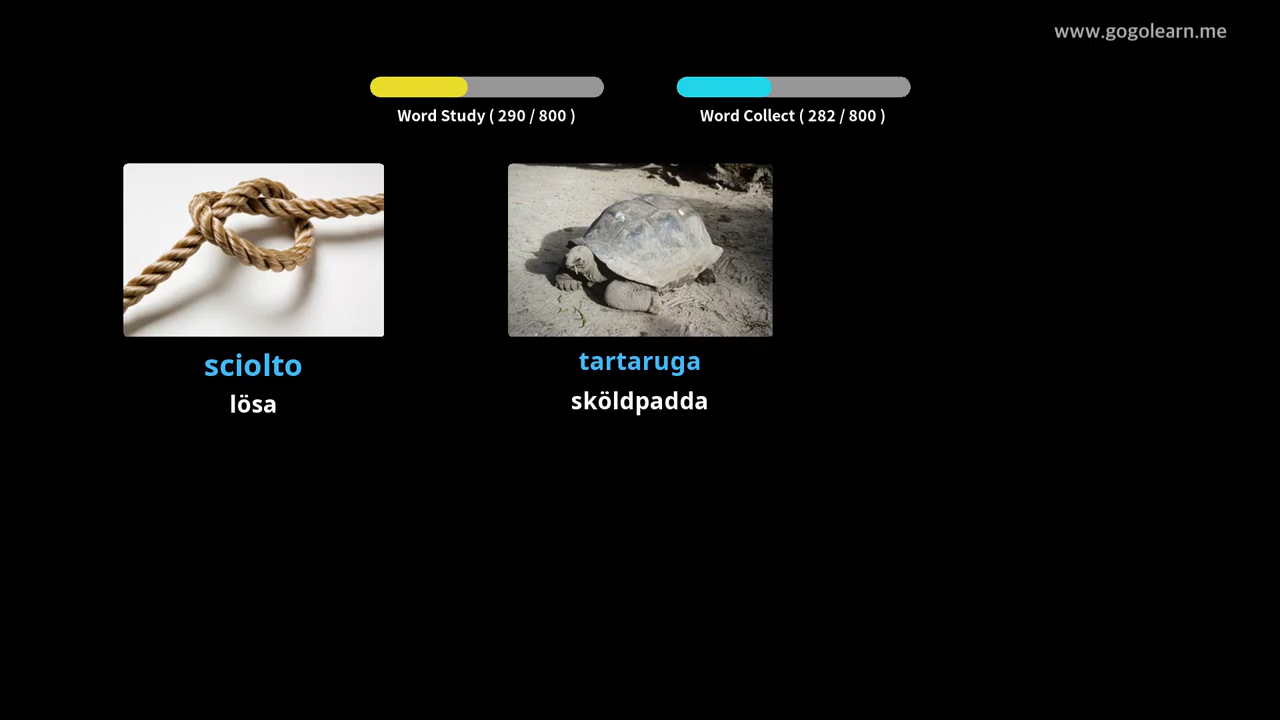 www.gogolearn.me
Word Study ( 290 / 800 )
Word Collect ( 282 / 800 )
sciolto
lösa
tartaruga
sköldpadda